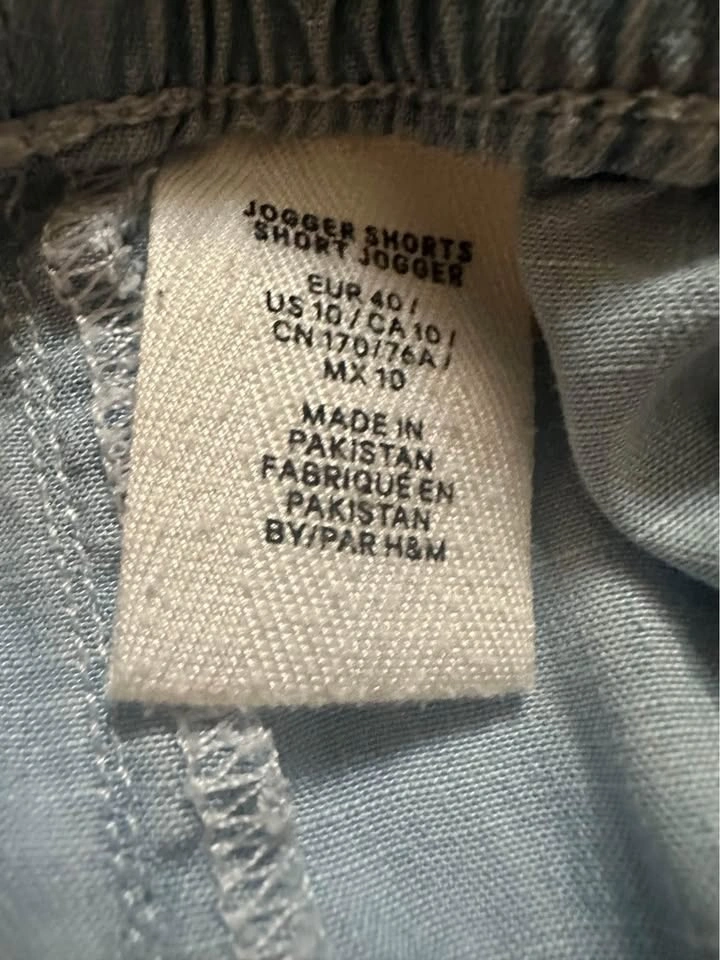 JOGGER SHORTS
SHORT JOGGER
EUR 40 /
US 10 / CA 10 /
CN 170/76A /
MX 10
MADE IN
PAKISTAN
FABRIQUÉ EN
PAKISTAN
BY/PAR H&M